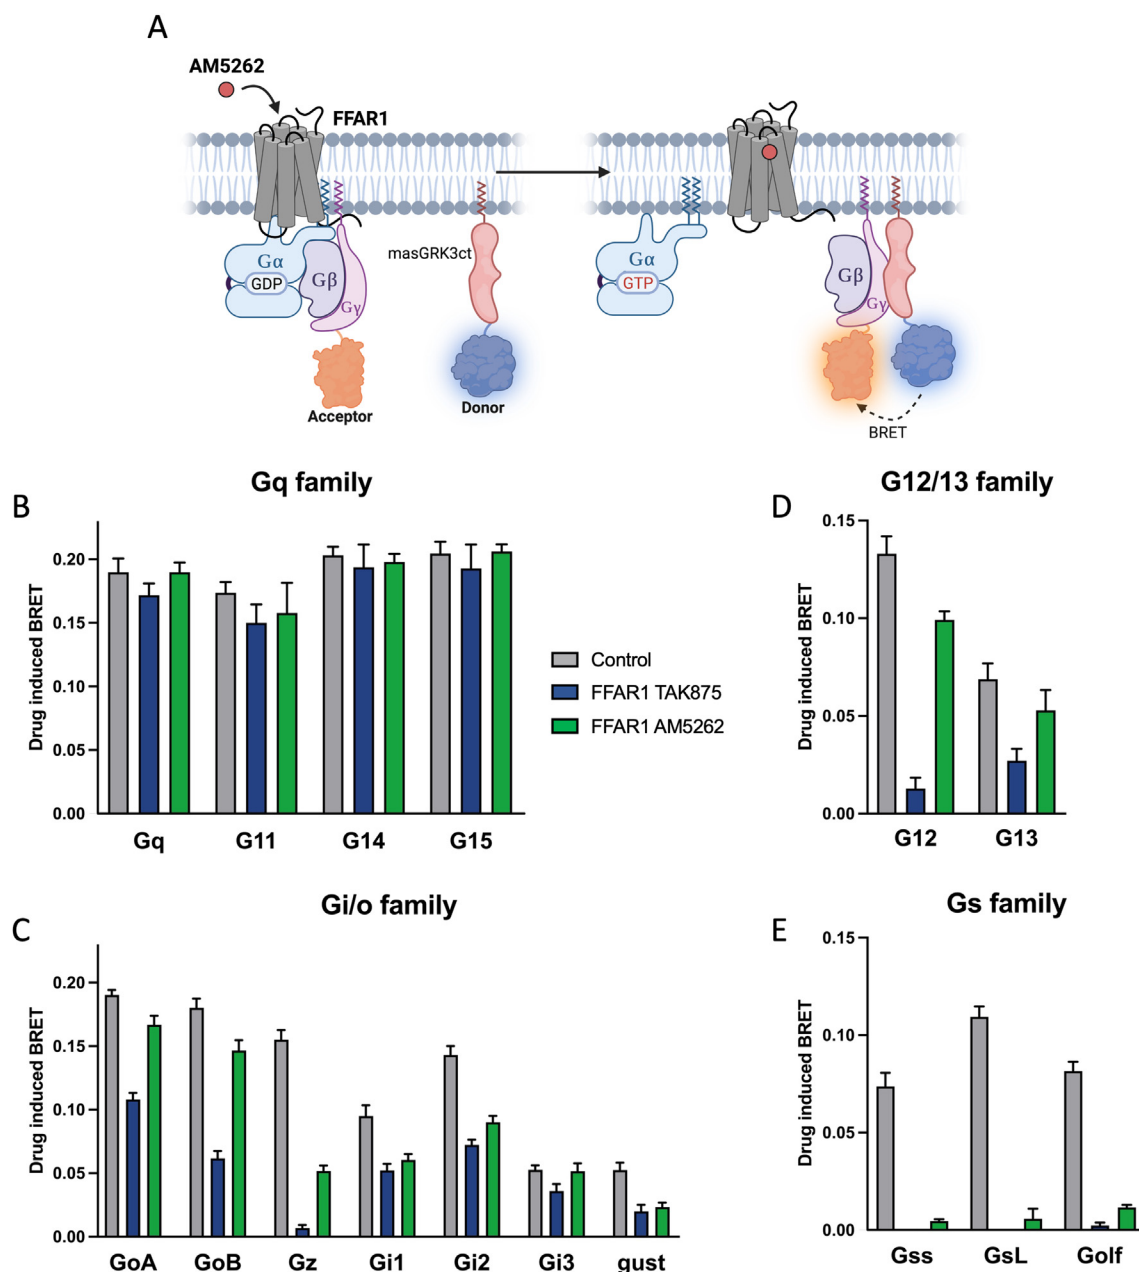 A
AM5262
FFAR1
masGRK3ct
Gα
GDP
Gβ
Gγ
Acceptor
Donor
Gα
GTP
Gβ
Gγ
BRET
B
Gq family
Drug induced BRET
0.20
0.15
0.10
0.05
0.00
Gq G11 G14 G15
Control
FFAR1 TAK875
FFAR1 AM5262
D
G12/13 family
Drug induced BRET
0.15
0.10
0.05
0.00
G12 G13
C
Gi/o family
Drug induced BRET
0.20
0.15
0.10
0.05
0.00
GoA GoB Gz Gi1 Gi2 Gi3 gust
E
Gs family
Drug induced BRET
0.15
0.10
0.05
0.00
Gss GsL Golf